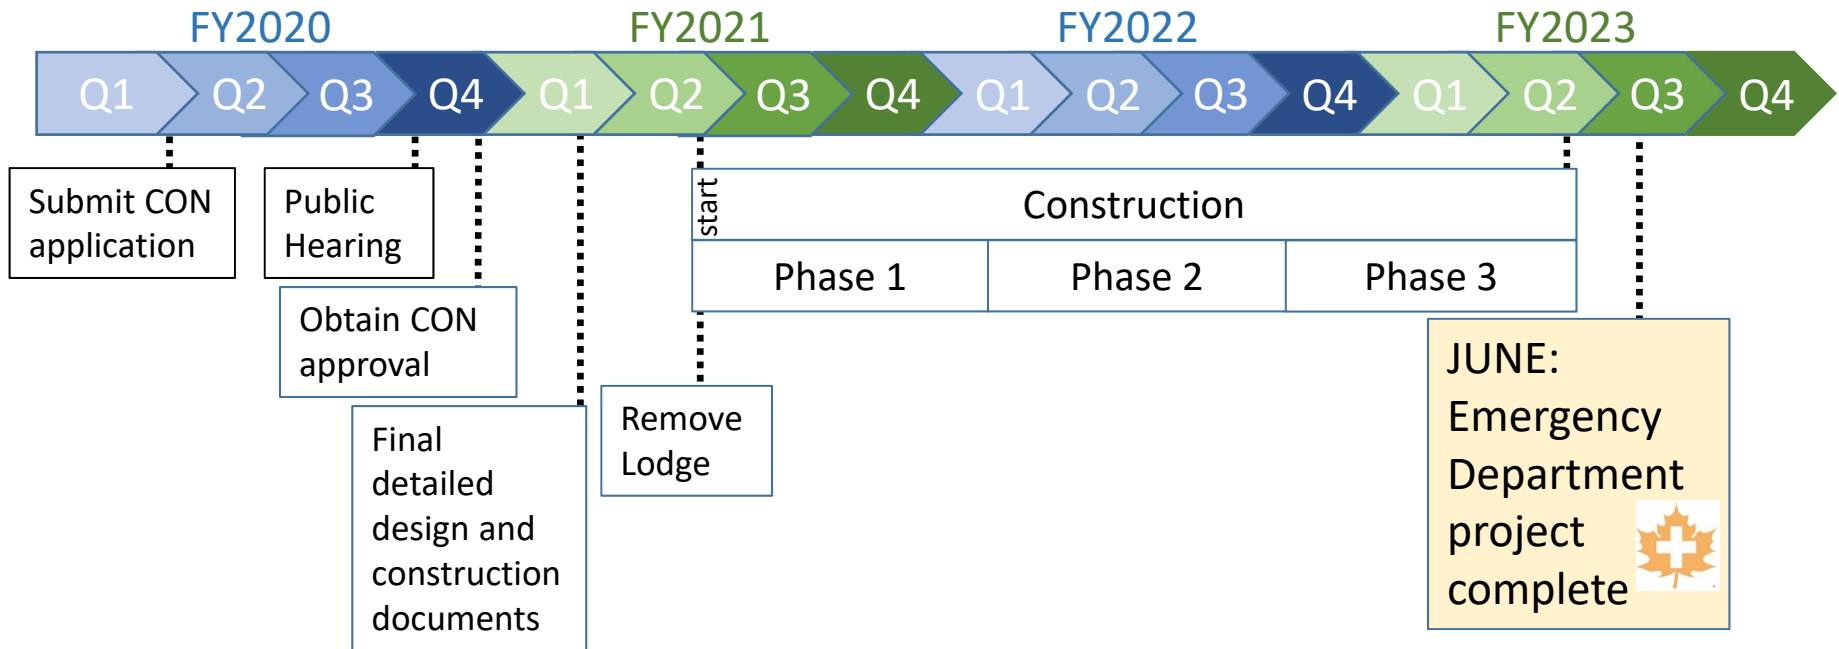 FY2020
FY2021
FY2022
FY2023
Q1
Q2
Q3
Q4
Q1
Q2
Q3
Q4
Q1
Q2
Q3
Q4
Q1
Q2
Q3
Q4
Submit CON
application
Public
Hearing
Obtain CON
approval
Final
detailed
design and
construction
documents
start
Construction
Phase 1
Phase 2
Phase 3
Remove
Lodge
JUNE:
Emergency
Department
project
complete